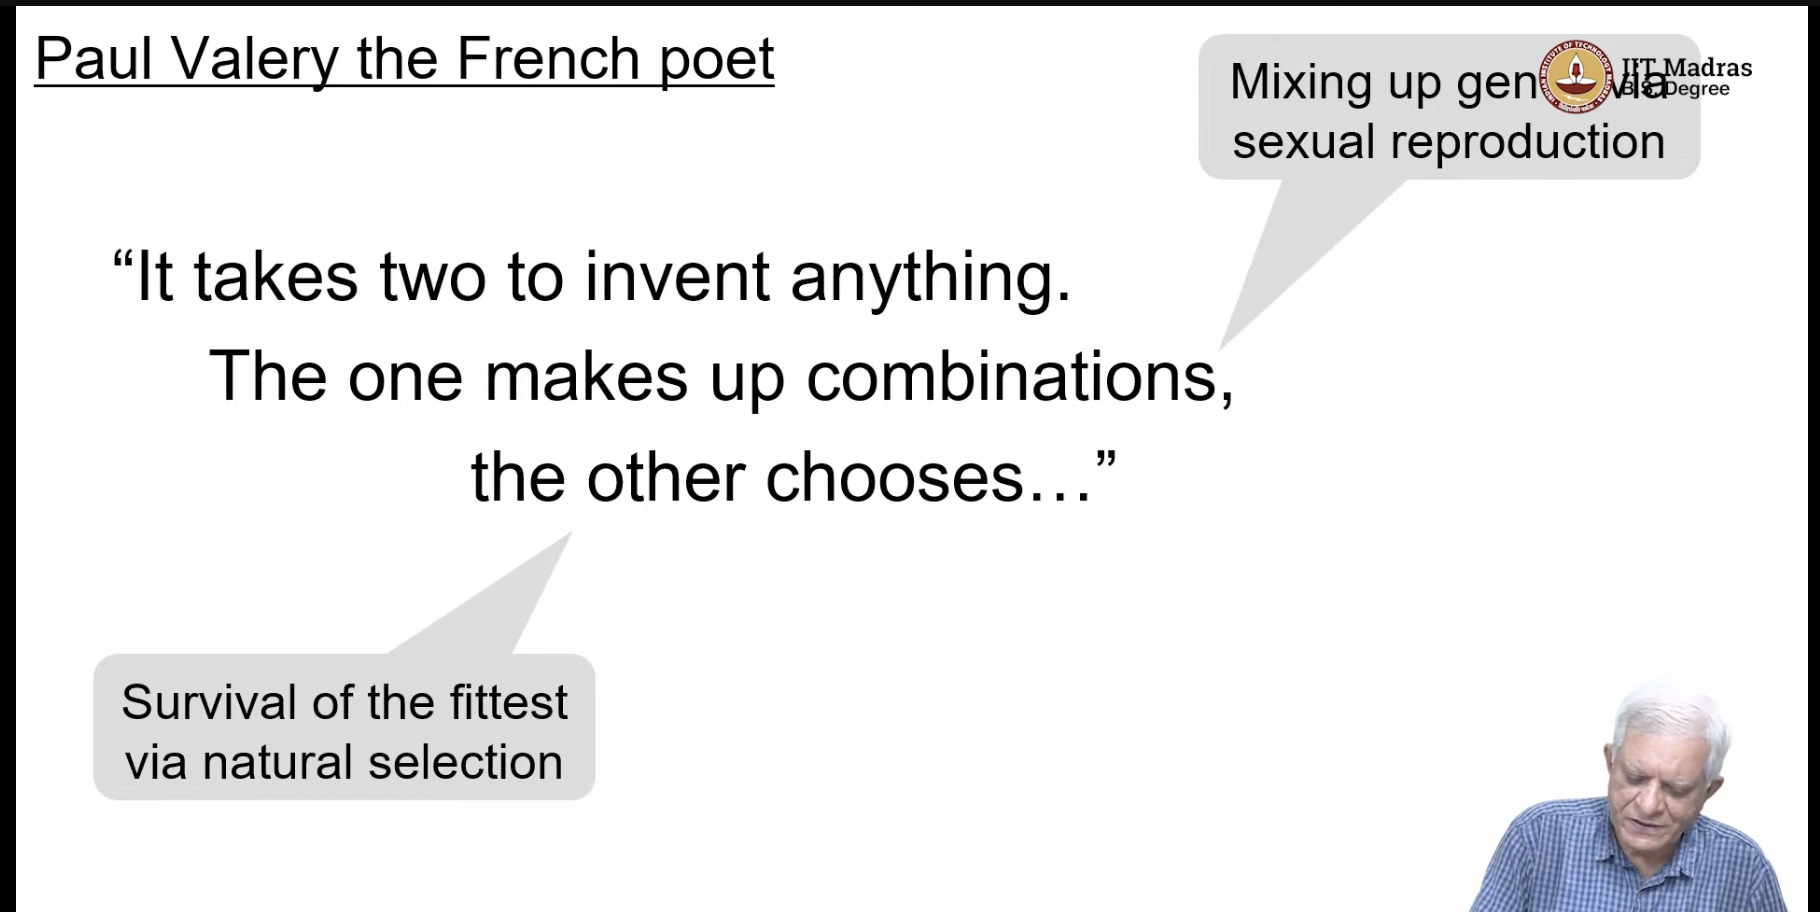 Paul Valery the French poet
Mixing up gen via
sexual reproduction
IIT Madras
B.S. Degree
“It takes two to invent anything.
The one makes up combinations,
the other chooses…”
Survival of the fittest
via natural selection